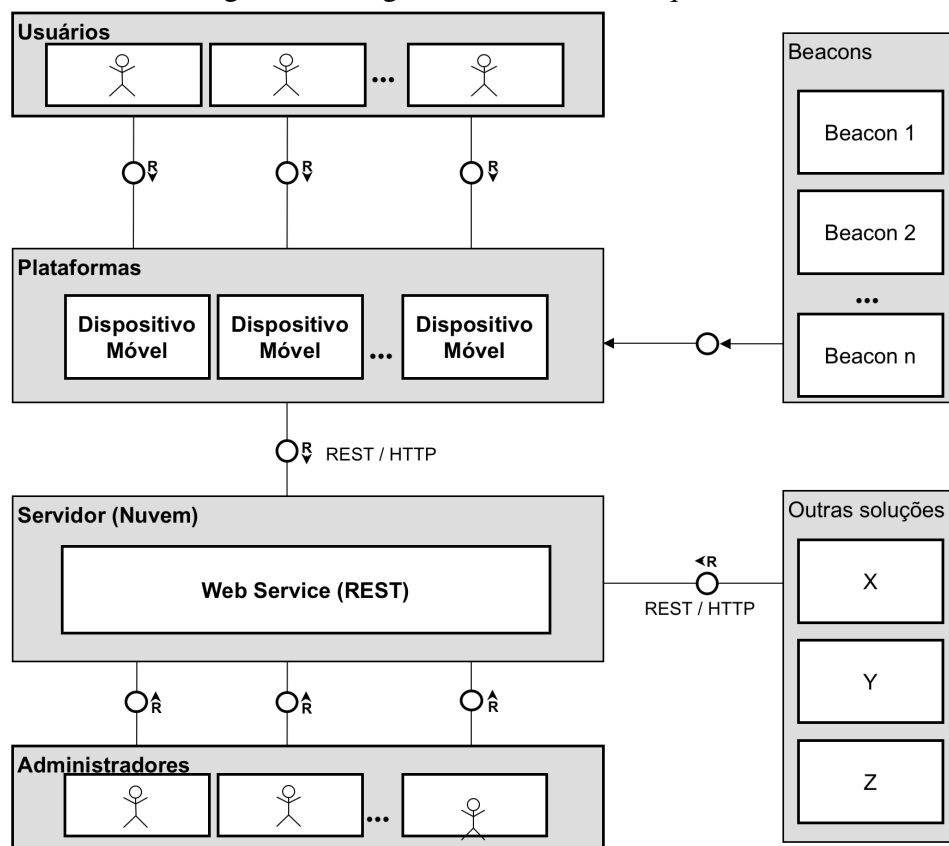 Usuários
...
R
R
R
Beacons
Beacon 1
Beacon 2
...
Beacon n
Plataformas
Dispositivo
Móvel
Dispositivo
Móvel
...
Dispositivo
Móvel
R
REST / HTTP
Servidor (Nuvem)
Web Service (REST)
R
REST / HTTP
Outras soluções
X
Y
Z
R
R
R
Administradores
...